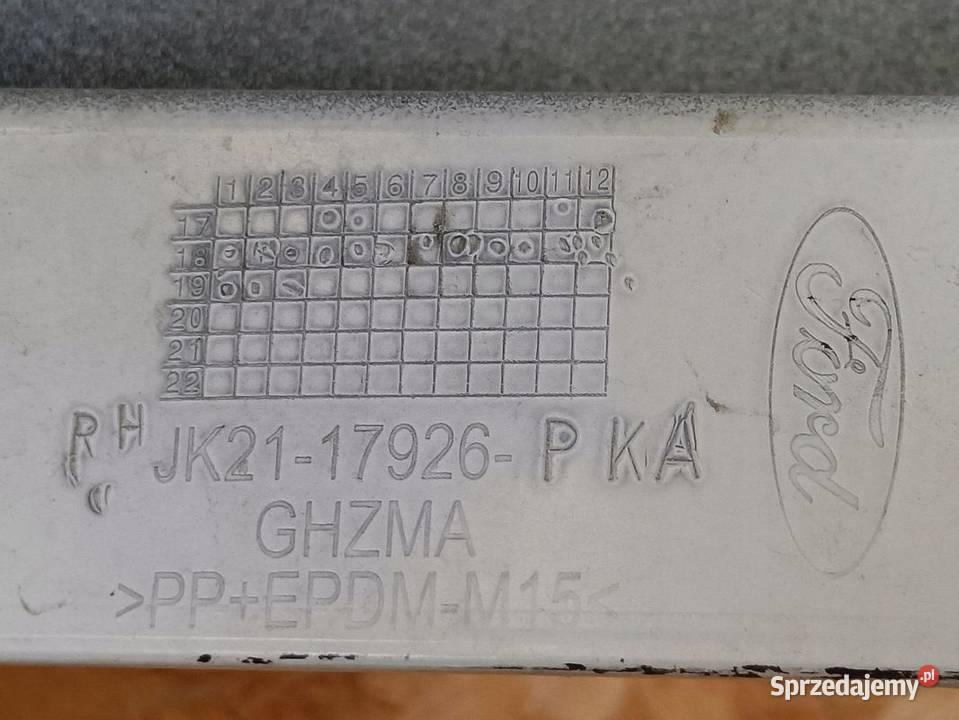 1 2 3 4 5 6 7 8 9 10 11 12
17
18
19
20
21
22
RH JK21-17926-PKA
GHZMA
>PP+EPDM-M15<
Ford
Sprzedajemy.pl